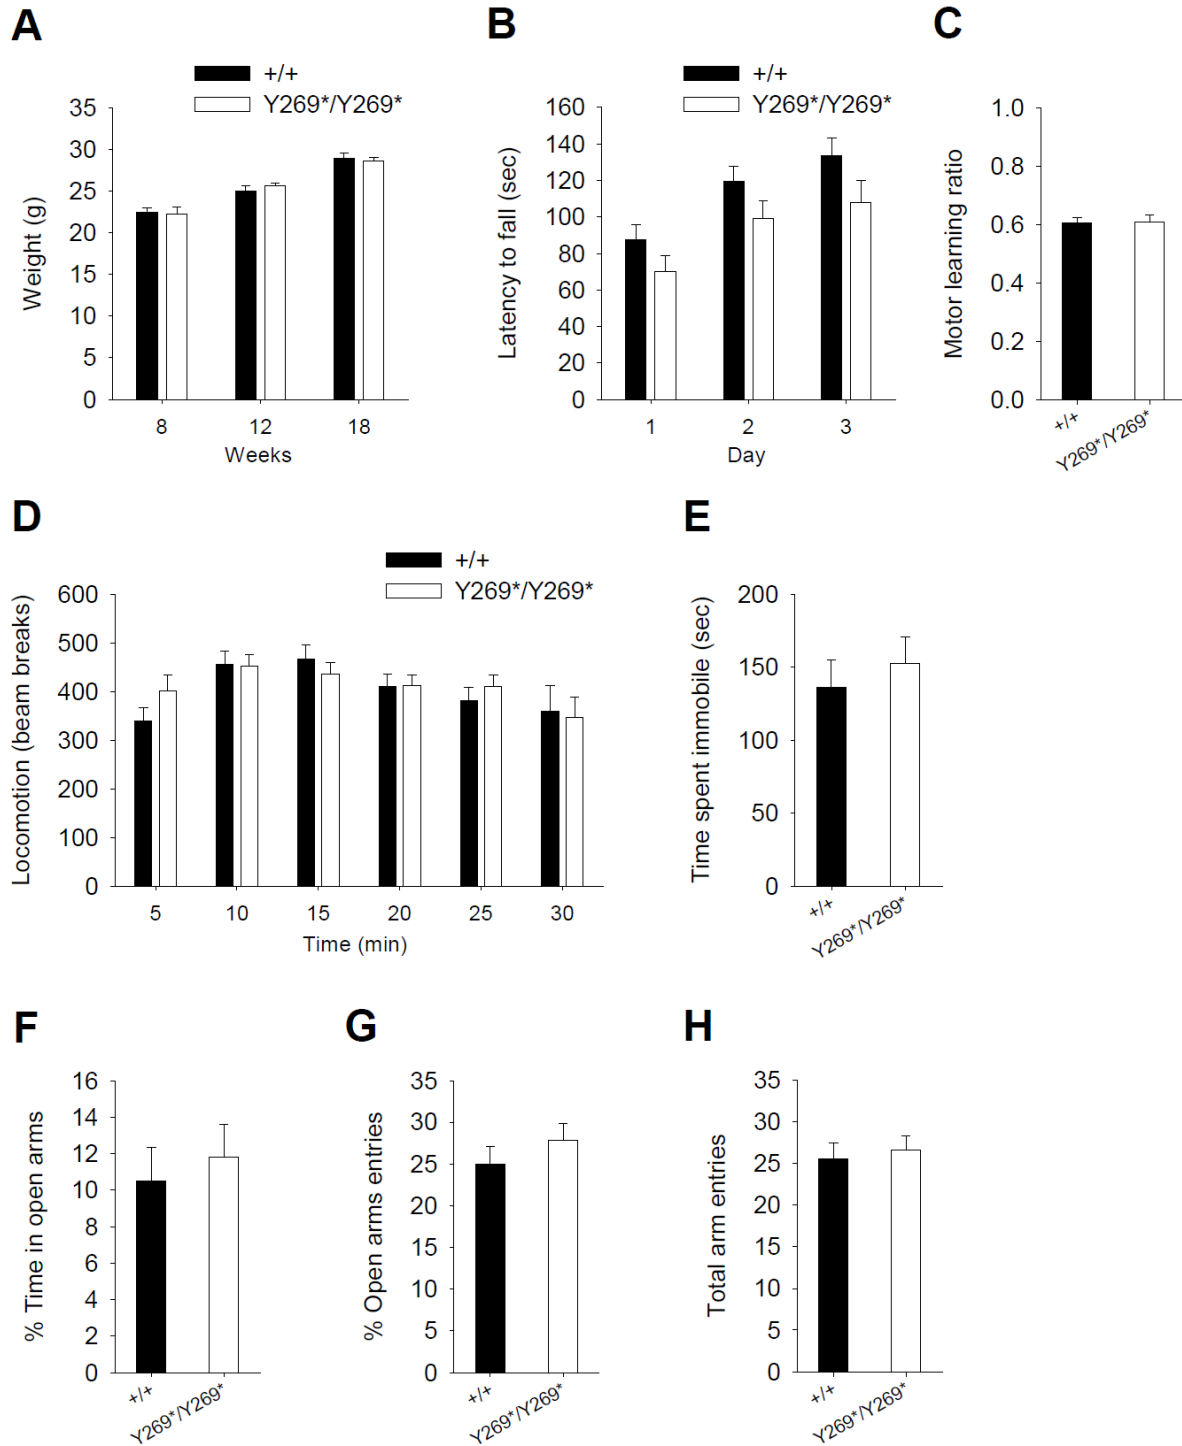 A
B
C
+/+
Y269*/Y269*
Weight (g)
35
30
25
20
15
10
5
0
8 12 18
Weeks
+/+
Y269*/Y269*
Latency to fall (sec)
160
140
120
100
80
60
40
20
0
1 2 3
Day
Motor learning ratio
1.0
0.8
0.6
0.4
0.2
0.0
+/+
Y269*/Y269*
D
E
+/+
Y269*/Y269*
Locomotion (beam breaks)
600
500
400
300
200
100
0
5 10 15 20 25 30
Time (min)
Time spent immobile (sec)
200
150
100
50
0
+/+
Y269*/Y269*
F
G
H
% Time in open arms
16
14
12
10
8
6
4
2
0
+/+
Y269*/Y269*
% Open arms entries
35
30
25
20
15
10
5
0
+/+
Y269*/Y269*
Total arm entries
35
30
25
20
15
10
5
0
+/+
Y269*/Y269*